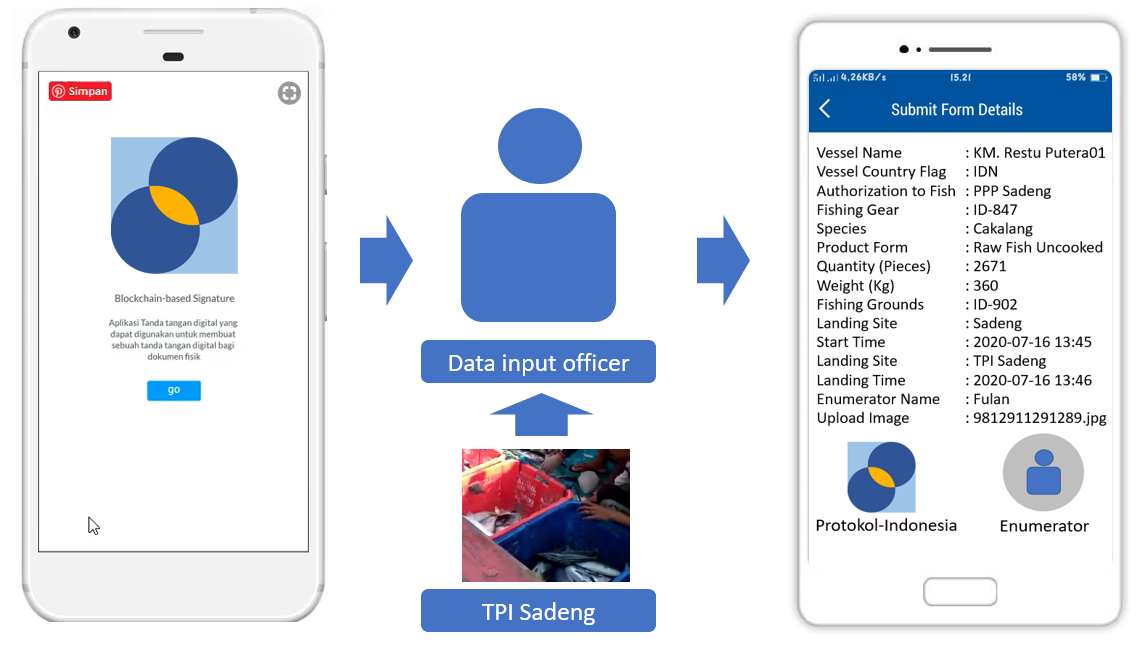 Simpan
Blockchain-based Signature
Aplikasi Tanda tangan digital yang
dapat digunakan untuk membuat
sebuah tanda tangan digital bagi
dokumen fisik
go
Data input officer
TPI Sadeng
4,26KB/s 15.21 58%
Submit Form Details
Vessel Name : KM. Restu Putera01
Vessel Country Flag : IDN
Authorization to Fish : PPP Sadeng
Fishing Gear : ID-847
Species : Cakalang
Product Form : Raw Fish Uncooked
Quantity (Pieces) : 2671
Weight (Kg) : 360
Fishing Grounds : ID-902
Landing Site : Sadeng
Start Time : 2020-07-16 13:45
Landing Site : TPI Sadeng
Landing Time : 2020-07-16 13:46
Enumerator Name : Fulan
Upload Image : 9812911291289.jpg
Protokol-Indonesia
Enumerator